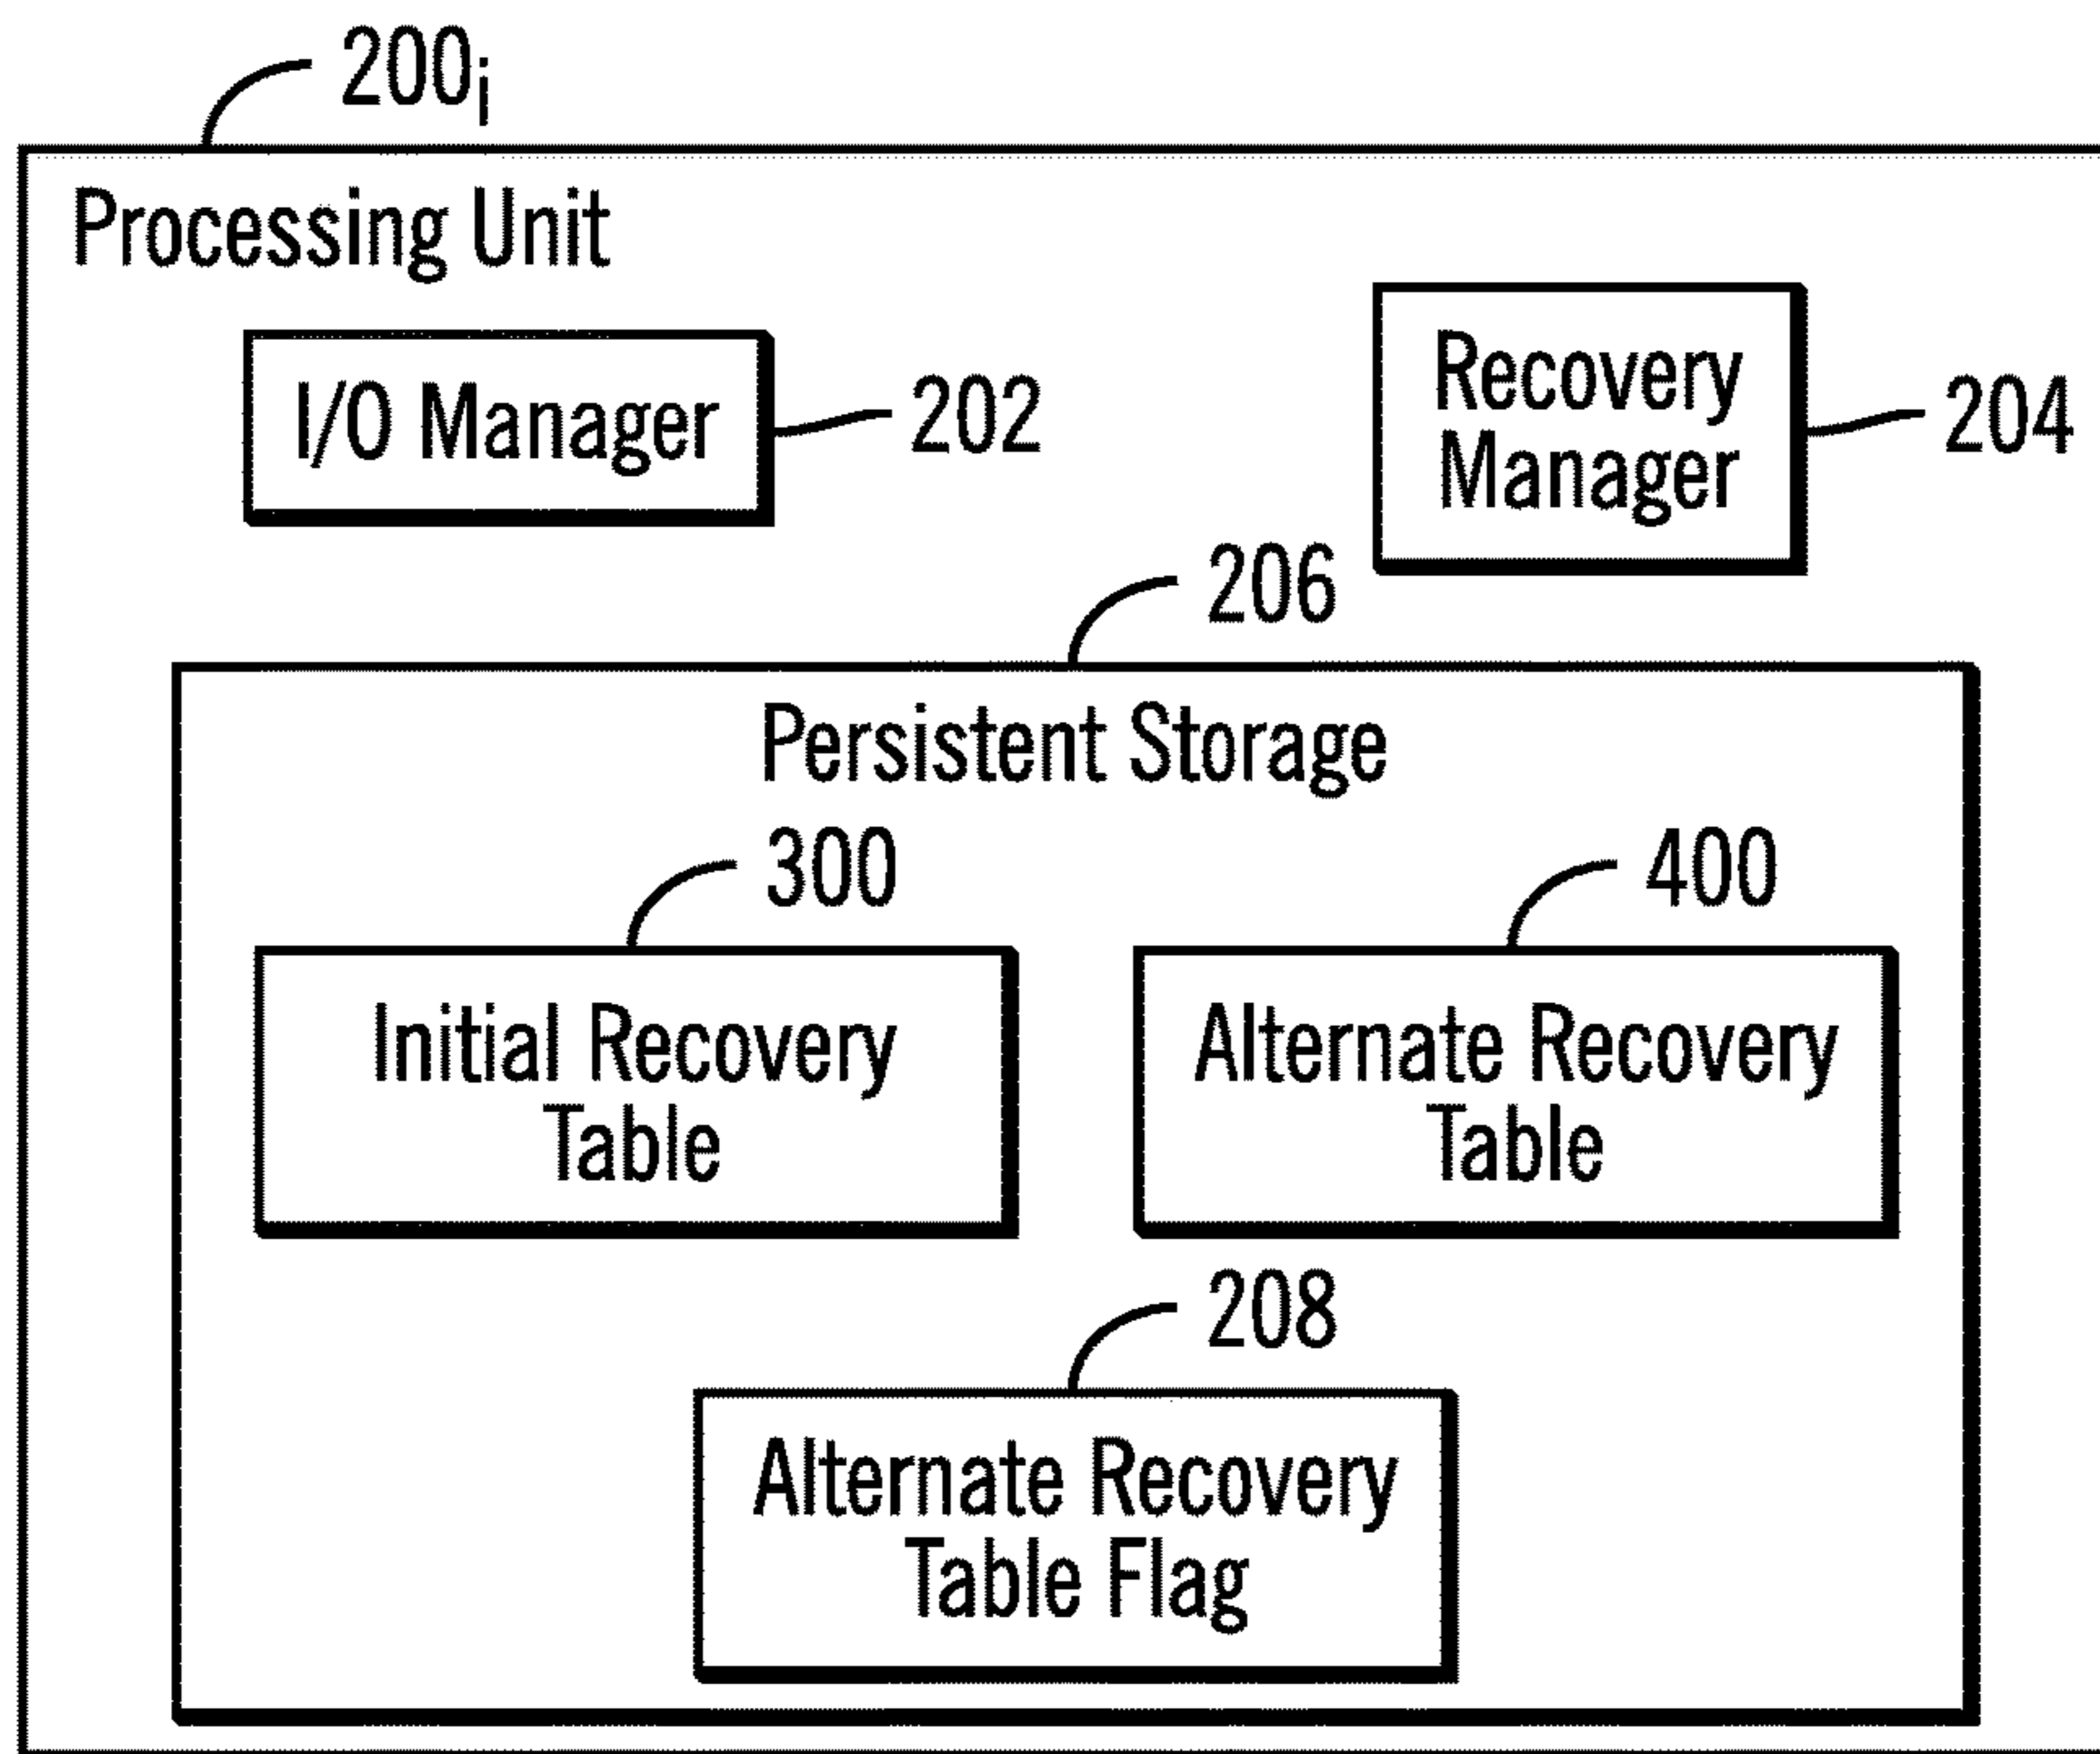 200i
Processing Unit
I/O Manager
202
Recovery
Manager
204
206
Persistent Storage
300
Initial Recovery
Table
400
Alternate Recovery
Table
208
Alternate Recovery
Table Flag